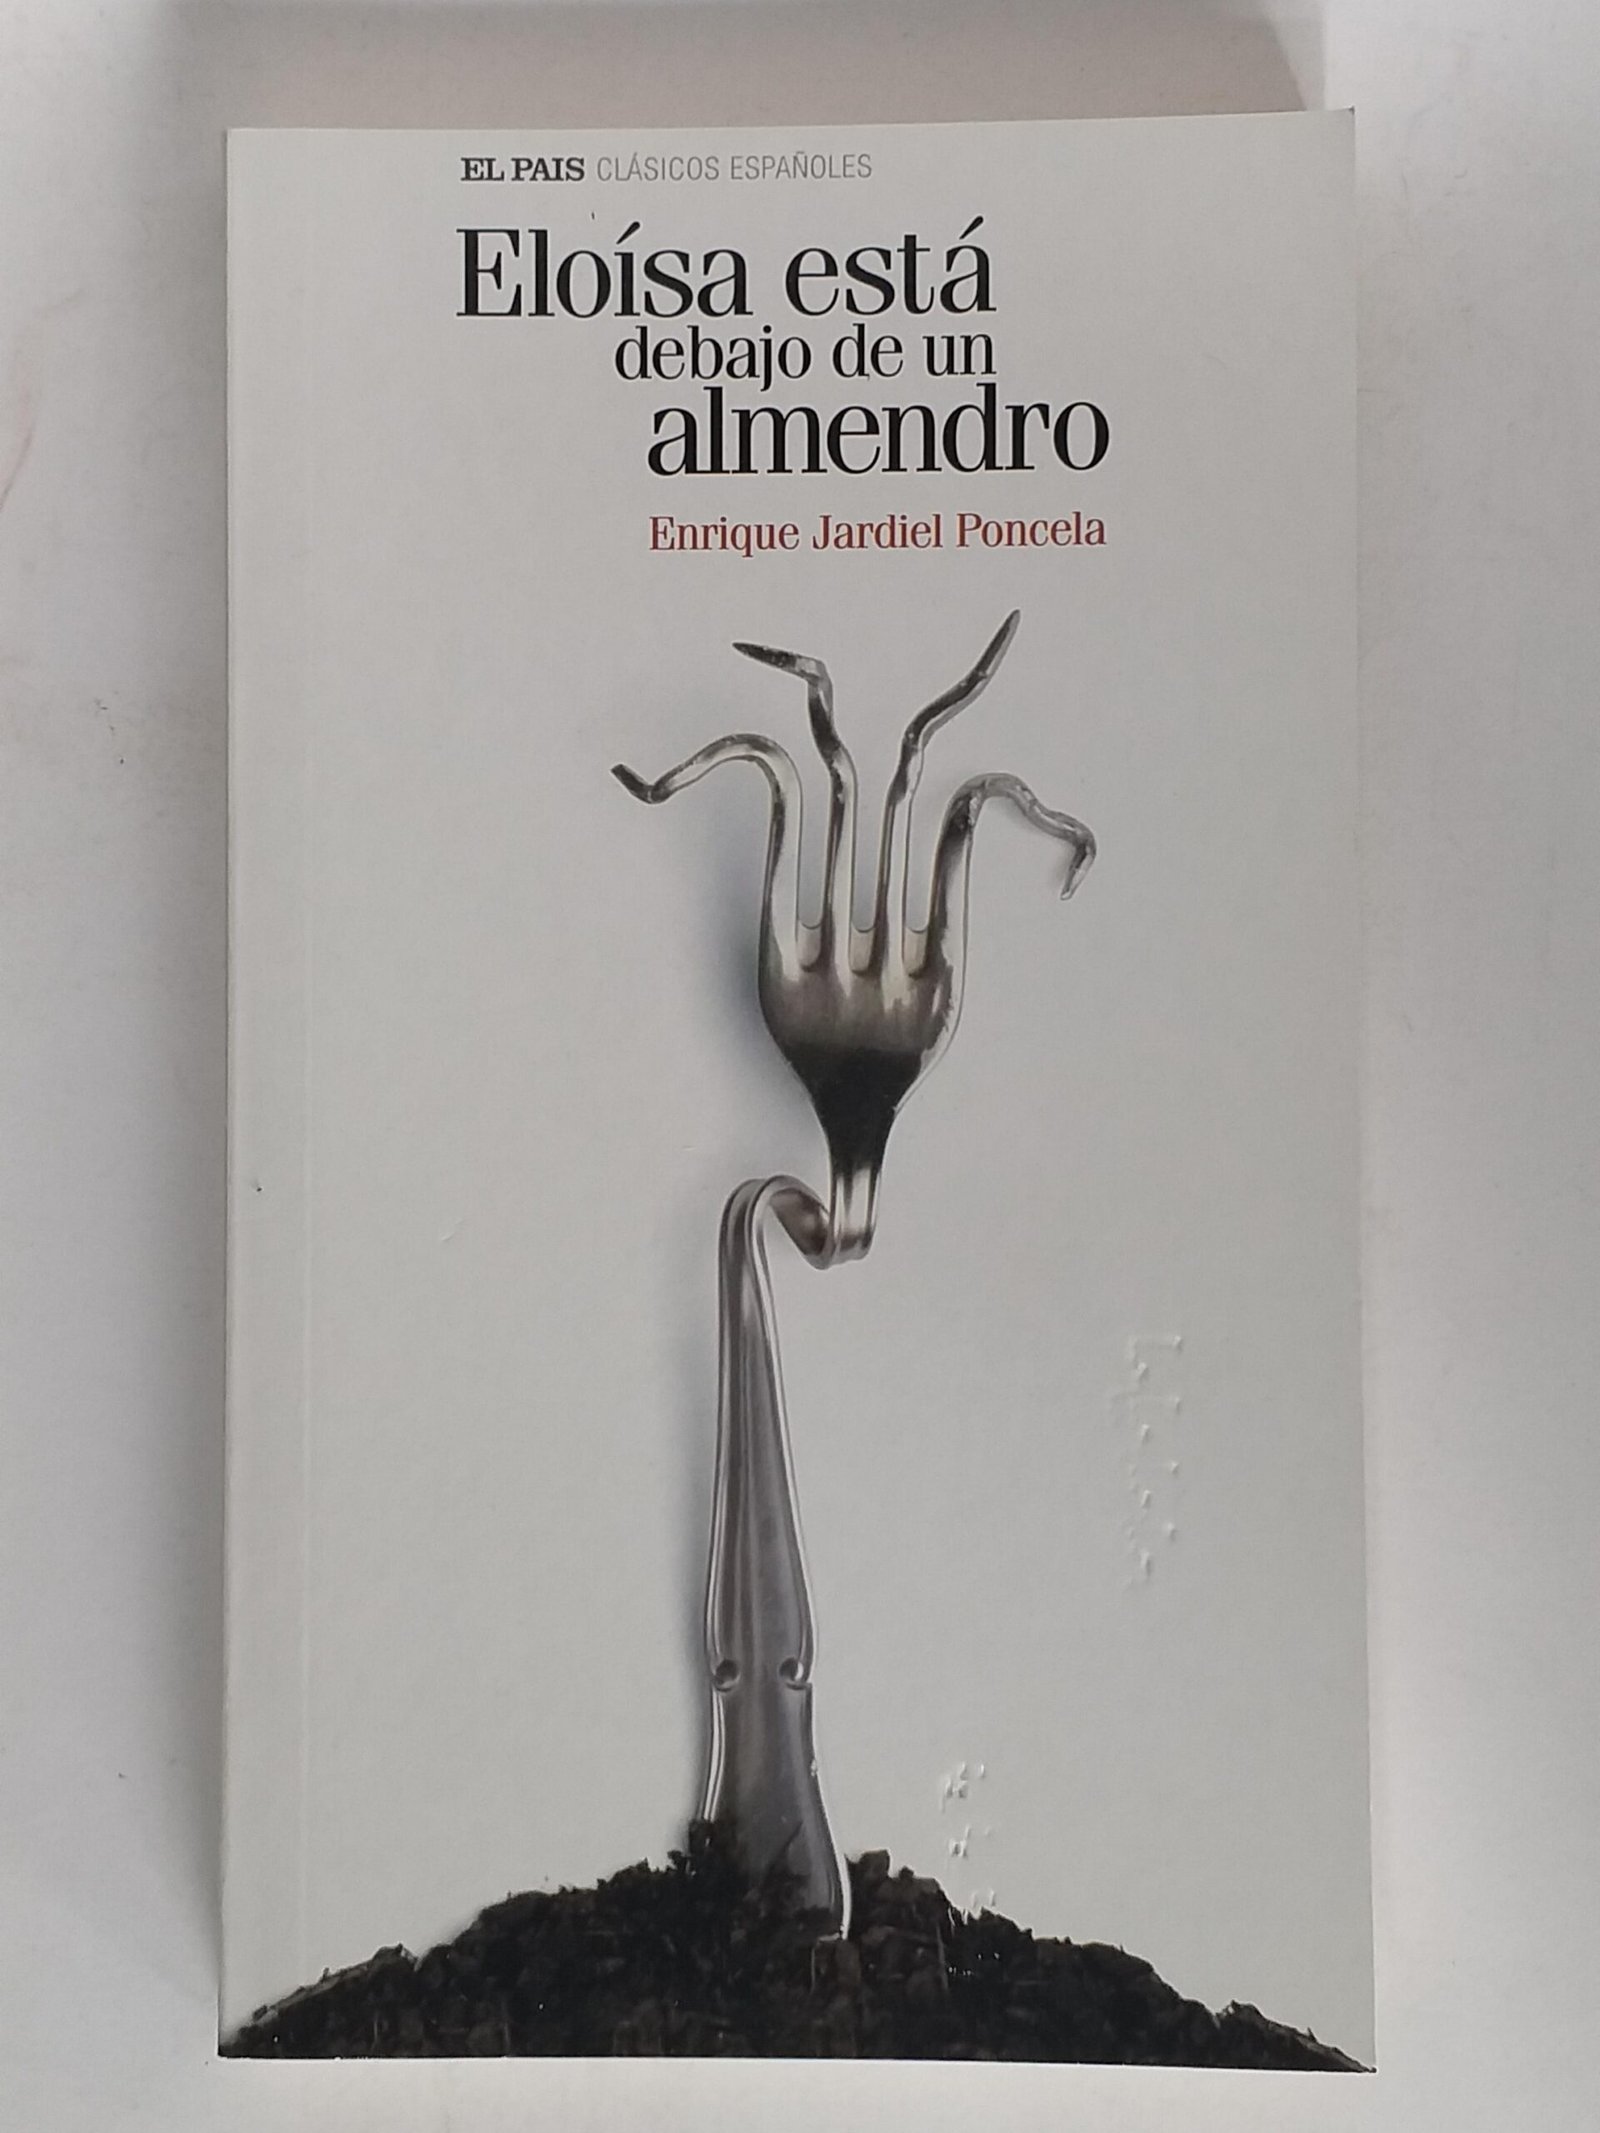 EL PAIS CLÁSICOS ESPAÑOLES
Eloísa está
debajo de un
almendro
Enrique Jardiel Poncela